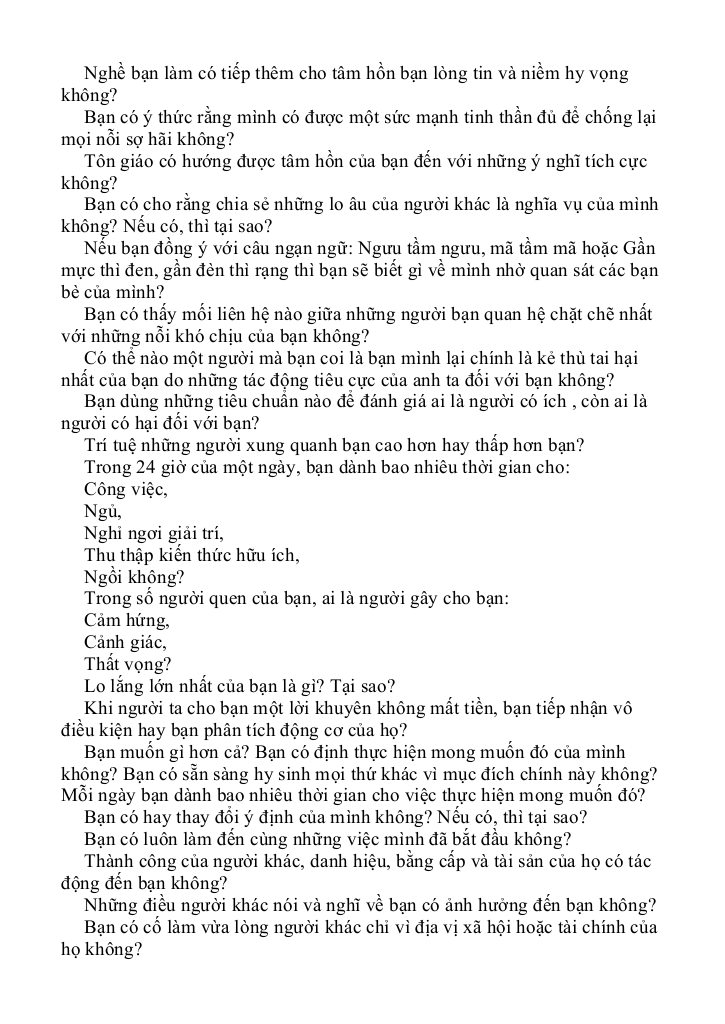 Nghề bạn làm có tiếp thêm cho tâm hồn bạn lòng tin và niềm hy vọng
không?
Bạn có ý thức rằng mình có được một sức mạnh tinh thần đủ để chống lại
mọi nỗi sợ hãi không?
Tôn giáo có hướng được tâm hồn của bạn đến với những ý nghĩ tích cực
không?
Bạn có cho rằng chia sẻ những lo âu của người khác là nghĩa vụ của mình
không? Nếu có, thì tại sao?
Nếu bạn đồng ý với câu ngạn ngữ: Ngưu tầm ngưu, mã tầm mã hoặc Gần
mực thì đen, gần đèn thì rạng thì bạn sẽ biết gì về mình nhờ quan sát các bạn
bè của mình?
Bạn có thấy mối liên hệ nào giữa những người bạn quan hệ chặt chẽ nhất
với những nỗi khó chịu của bạn không?
Có thể nào một người mà bạn coi là bạn mình lại chính là kẻ thù tai hại
nhất của bạn do những tác động tiêu cực của anh ta đối với bạn không?
Bạn dùng những tiêu chuẩn nào để đánh giá ai là người có ích , còn ai là
người có hại đối với bạn?
Trí tuệ những người xung quanh bạn cao hơn hay thấp hơn bạn?
Trong 24 giờ của một ngày, bạn dành bao nhiêu thời gian cho:
Công việc,
Ngủ,
Nghỉ ngơi giải trí,
Thu thập kiến thức hữu ích,
Ngồi không?
Trong số người quen của bạn, ai là người gây cho bạn:
Cảm hứng,
Cảnh giác,
Thất vọng?
Lo lắng lớn nhất của bạn là gì? Tại sao?
Khi người ta cho bạn một lời khuyên không mất tiền, bạn tiếp nhận vô
điều kiện hay bạn phân tích động cơ của họ?
Bạn muốn gì hơn cả? Bạn có định thực hiện mong muốn đó của mình
không? Bạn có sẵn sàng hy sinh mọi thứ khác vì mục đích chính này không?
Mỗi ngày bạn dành bao nhiêu thời gian cho việc thực hiện mong muốn đó?
Bạn có hay thay đổi ý định của mình không? Nếu có, thì tại sao?
Bạn có luôn làm đến cùng những việc mình đã bắt đầu không?
Thành công của người khác, danh hiệu, bằng cấp và tài sản của họ có tác
động đến bạn không?
Những điều người khác nói và nghĩ về bạn có ảnh hưởng đến bạn không?
Bạn có cố làm vừa lòng người khác chỉ vì địa vị xã hội hoặc tài chính của
họ không?